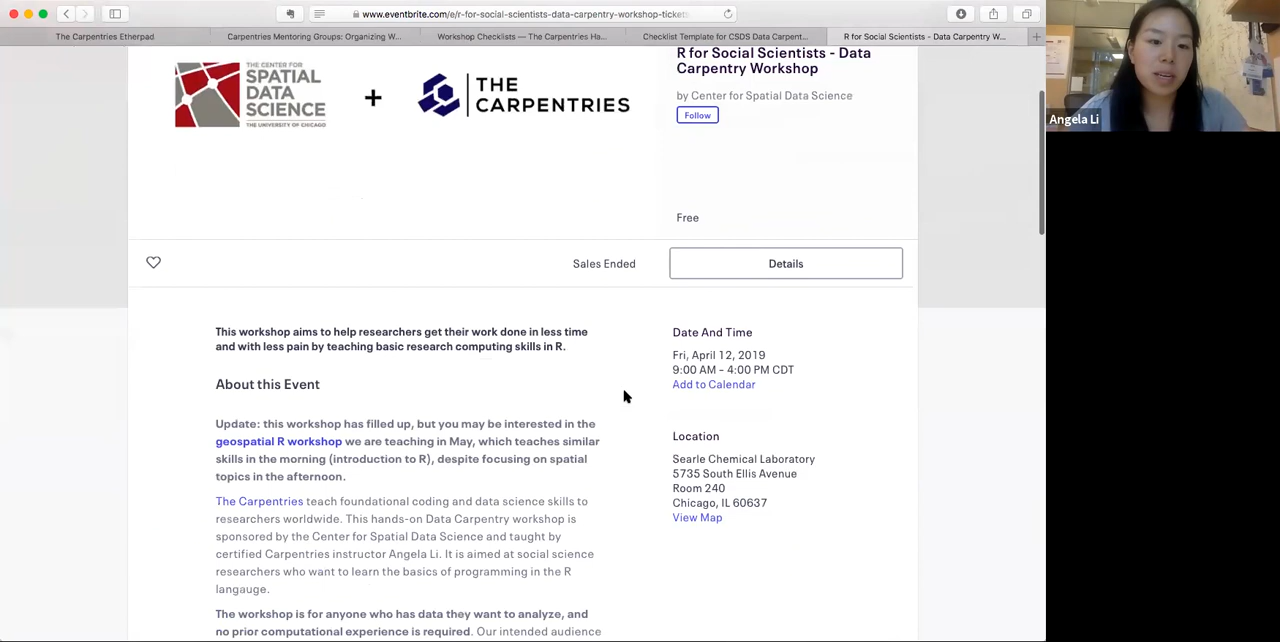 www.eventbrite.com/e/r-for-social-scientists-data-carpentry-workshop-tickets
The Carpentries Etherpad
Carpentries Mentoring Groups: Organizing W...
Workshop Checklists — The Carpentries Ha...
Checklist Template for CSDS Data Carpent...
R for Social Scientists - Data Carpentry W...
THE CENTER FOR
SPATIAL
DATA
SCIENCE
THE UNIVERSITY OF CHICAGO
+
THE
CARPENTRIES
R for Social Scientists - Data
Carpentry Workshop
by Center for Spatial Data Science
Follow
Free
Sales Ended
Details
This workshop aims to help researchers get their work done in less time
and with less pain by teaching basic research computing skills in R.
About this Event
Update: this workshop has filled up, but you may be interested in the
geospatial R workshop we are teaching in May, which teaches similar
skills in the morning (introduction to R), despite focusing on spatial
topics in the afternoon.
The Carpentries teach foundational coding and data science skills to
researchers worldwide. This hands-on Data Carpentry workshop is
sponsored by the Center for Spatial Data Science and taught by
certified Carpentries instructor Angela Li. It is aimed at social science
researchers who want to learn the basics of programming in the R
langauge.
The workshop is for anyone who has data they want to analyze, and
no prior computational experience is required. Our intended audience
Date And Time
Fri, April 12, 2019
9:00 AM – 4:00 PM CDT
Add to Calendar
Location
Searle Chemical Laboratory
5735 South Ellis Avenue
Room 240
Chicago, IL 60637
View Map
Angela Li